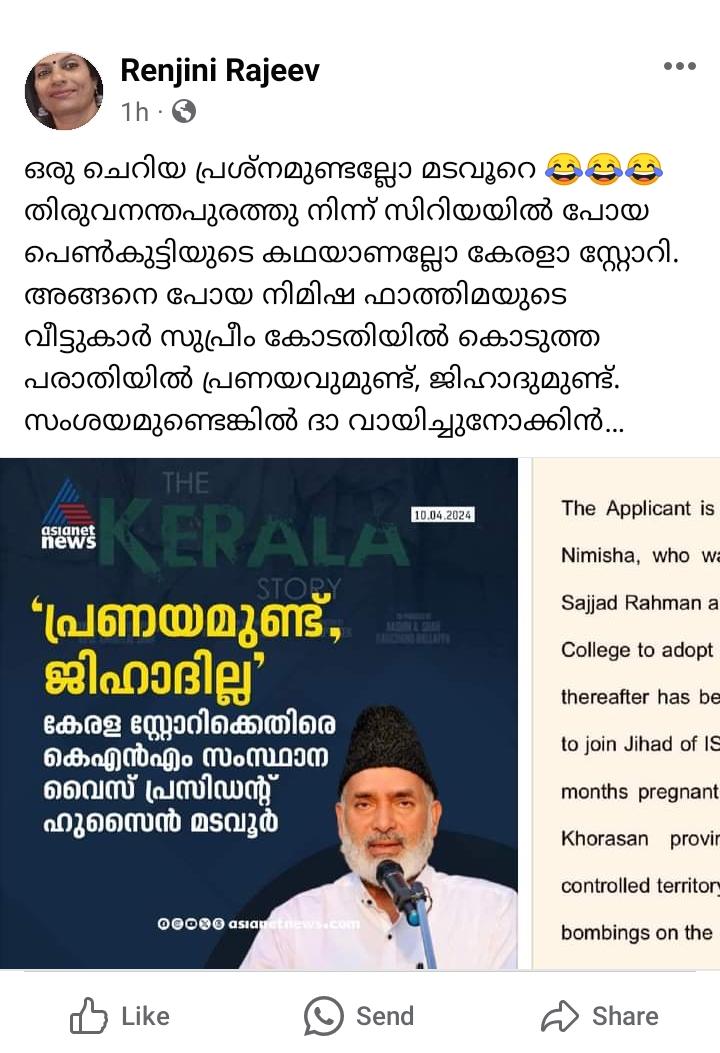 Renjini Rajeev
1h ·
ഒരു ചെറിയ പ്രശ്നമുണ്ടല്ലോ മടവൂറെ 😂😂😂
തിരുവനന്തപുരത്തു നിന്ന് സിറിയയിൽ പോയ
പെൺകുട്ടിയുടെ കഥയാണല്ലോ കേരളാ സ്റ്റോറി.
അങ്ങനെ പോയ നിമിഷ ഫാത്തിമയുടെ
വീട്ടുകാർ സുപ്രീം കോടതിയിൽ കൊടുത്ത
പരാതിയിൽ പ്രണയവുമുണ്ട്, ജിഹാദുമുണ്ട്.
സംശയമുണ്ടെങ്കിൽ ദാ വായിച്ചുനോക്കിൻ...
asianet
news
THE
KERALA
STORY
10.04.2024
‘പ്രണയമുണ്ട്,
ജിഹാദില്ല’
കേരള സ്റ്റോറിക്കെതിരെ
കെഎൻഎം സംസ്ഥാന
വൈസ് പ്രസിഡന്റ്
ഹുസൈൻ മടവൂർ
asianetnews.com
The Applicant is
Nimisha, who wa
Sajjad Rahman a
College to adopt
thereafter has be
to join Jihad of IS
months pregnant
Khorasan provin
controlled territory
bombings on the
Like
Send
Share